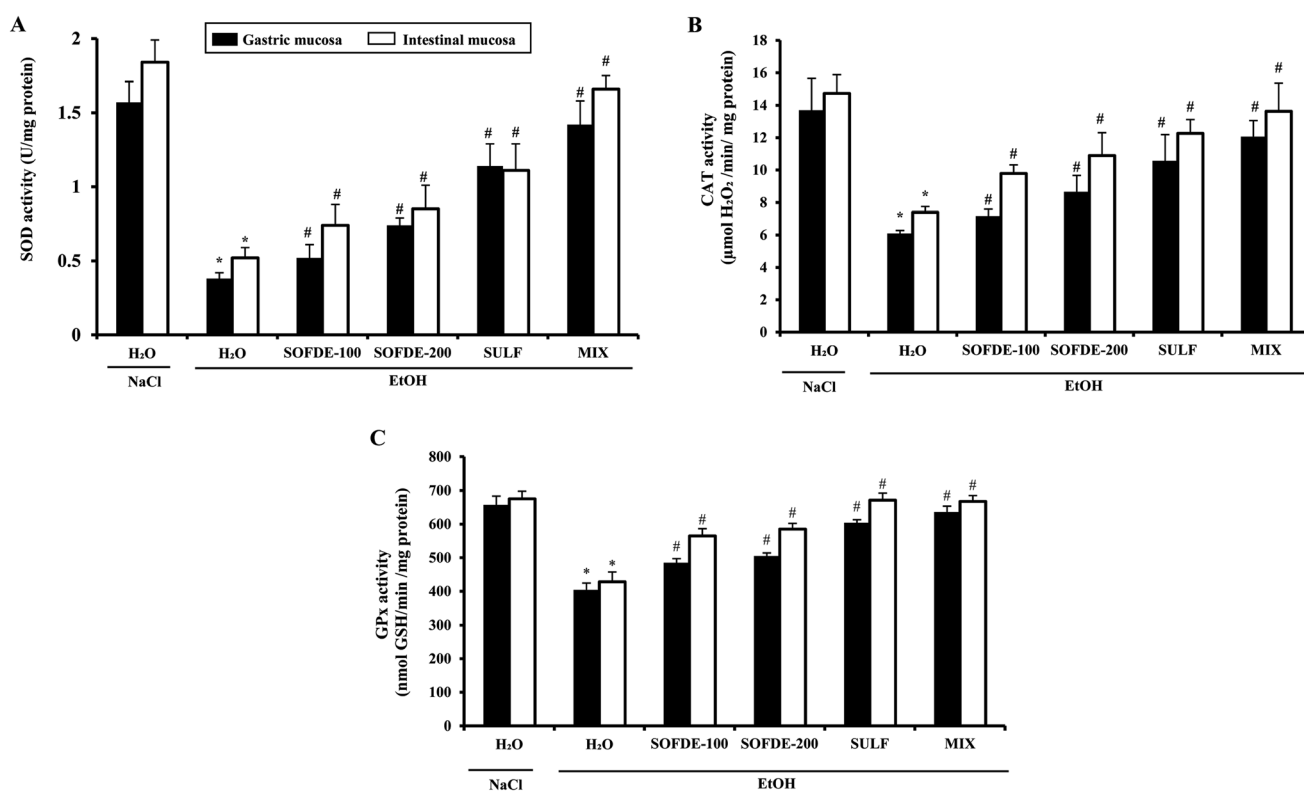 A
SOD activity (U/mg protein)
2
1.5
1
0.5
0
Gastric mucosa
Intestinal mucosa
*
*
#
#
#
#
#
#
#
#
H₂O
H₂O
SOFDE-100
SOFDE-200
SULF
MIX
NaCl
EtOH
B
CAT activity
(µmol H₂O₂ /min/ mg protein)
18
16
14
12
10
8
6
4
2
0
*
*
#
#
#
#
#
#
#
#
H₂O
H₂O
SOFDE-100
SOFDE-200
SULF
MIX
NaCl
EtOH
C
GPx activity
(nmol GSH/min /mg protein)
800
700
600
500
400
300
200
100
0
*
*
#
#
#
#
#
#
#
#
H₂O
H₂O
SOFDE-100
SOFDE-200
SULF
MIX
NaCl
EtOH